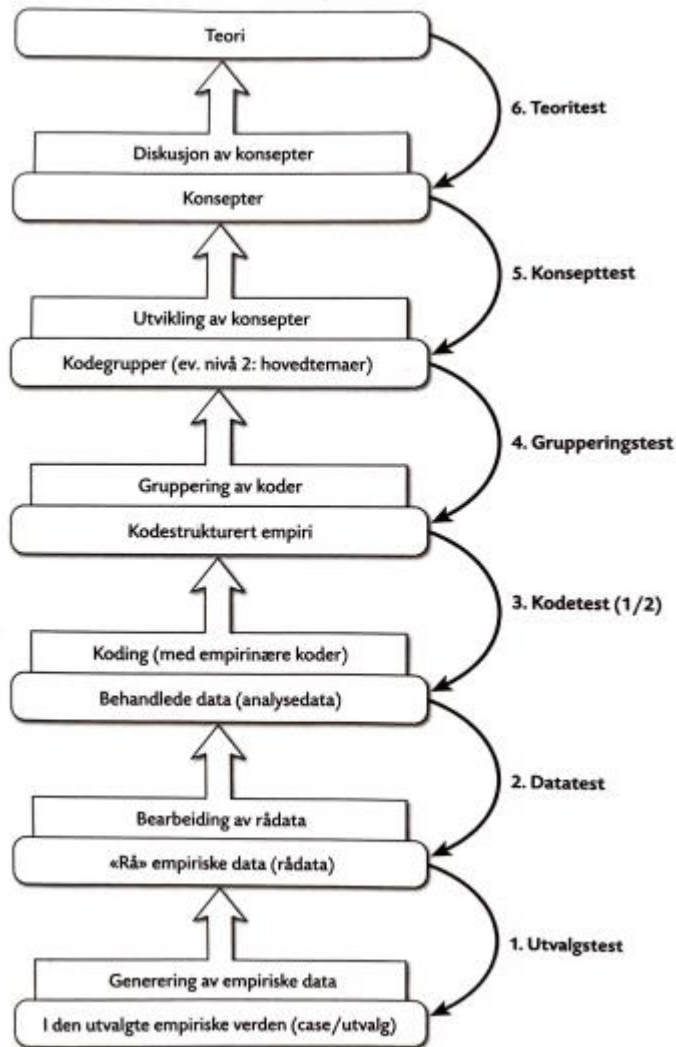 Teori
6. Teoritest
Diskusjon av konsepter
Konsepter
5. Konsepttest
Utvikling av konsepter
Kodegrupper (ev. nivå 2: hovedtemaer)
4. Grupperingstest
Gruppering av koder
Kodestrukturert empiri
3. Kodetest (1/2)
Koding (med empirinære koder)
Behandlede data (analysedata)
2. Datatest
Bearbeiding av rådata
«Rå» empiriske data (rådata)
1. Utvalgstest
Generering av empiriske data
I den utvalgte empiriske verden (case/utvalg)